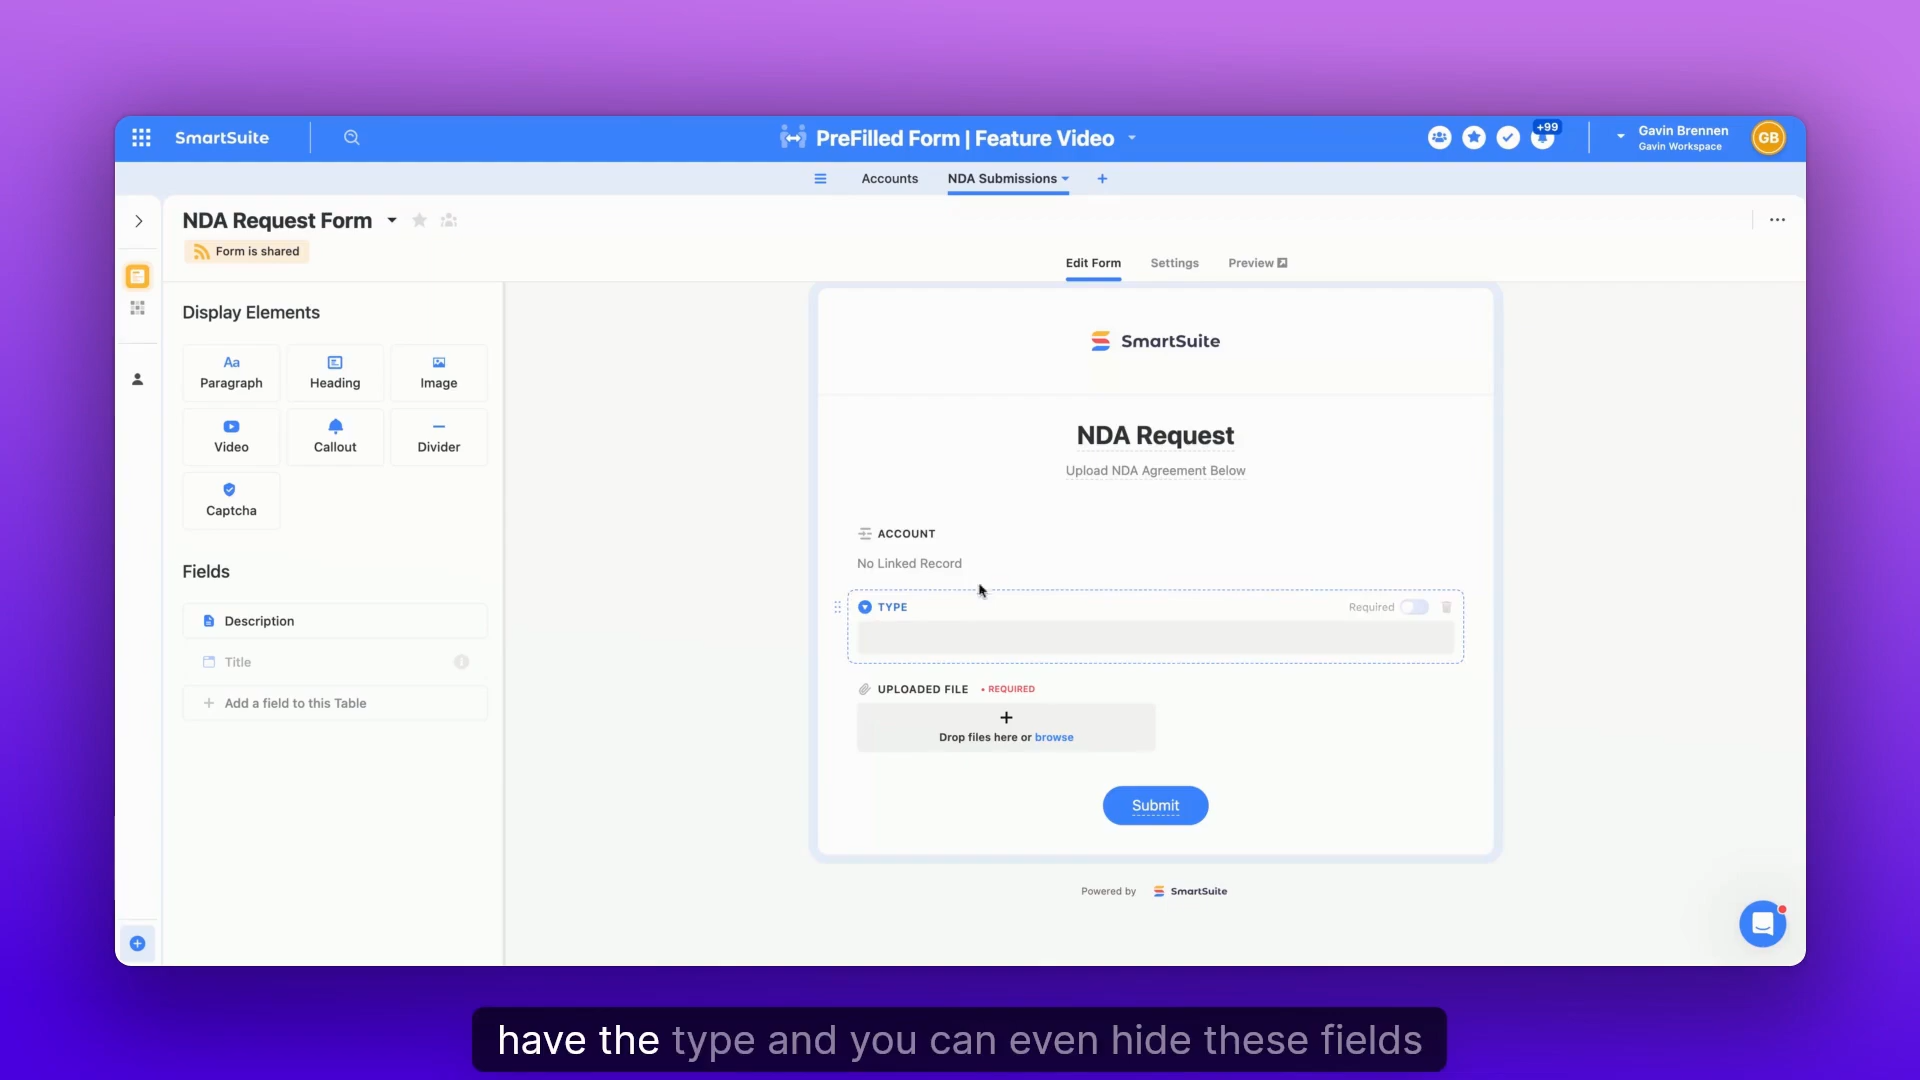 SmartSuite
PreFilled Form | Feature Video
+99
Gavin Brennen
Gavin Workspace
GB
Accounts
NDA Submissions
NDA Request Form
Form is shared
Edit Form
Settings
Preview
Display Elements
Aa
Paragraph
Heading
Image
Video
Callout
Divider
Captcha
Fields
Description
Title
Add a field to this Table
SmartSuite
NDA Request
Upload NDA Agreement Below
ACCOUNT
No Linked Record
TYPE
Required
UPLOADED FILE • REQUIRED
Drop files here or browse
Submit
Powered by SmartSuite
have the type and you can even hide these fields